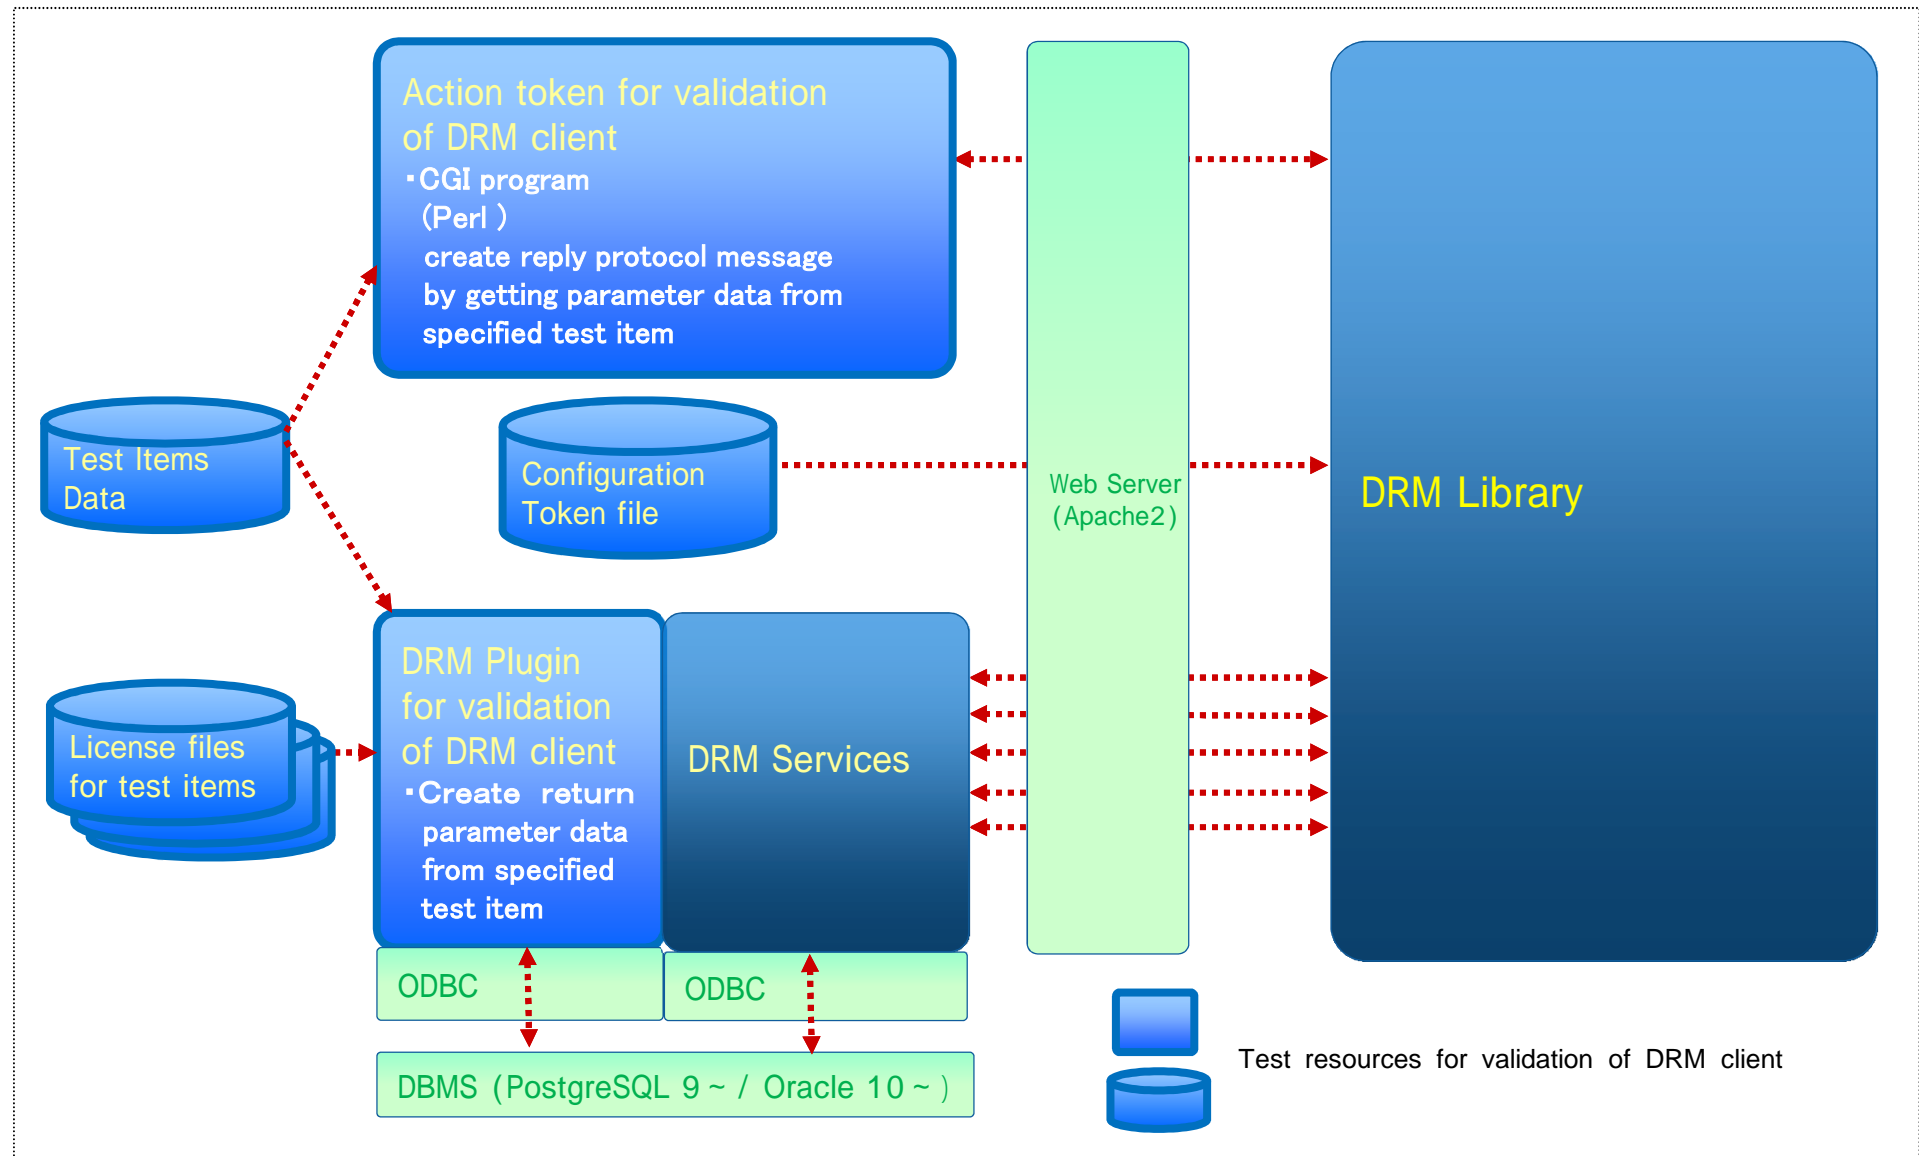 Action token for validation
of DRM client
・CGI program
(Perl )
create reply protocol message
by getting parameter data from
specified test item
Test Items
Data
Configuration
Token file
Web Server
(Apache2)
DRM Library
License files
for test items
DRM Plugin
for validation
of DRM client
・Create return
parameter data
from specified
test item
DRM Services
ODBC
ODBC
DBMS (PostgreSQL 9 ~ / Oracle 10 ~ )
Test resources for validation of DRM client